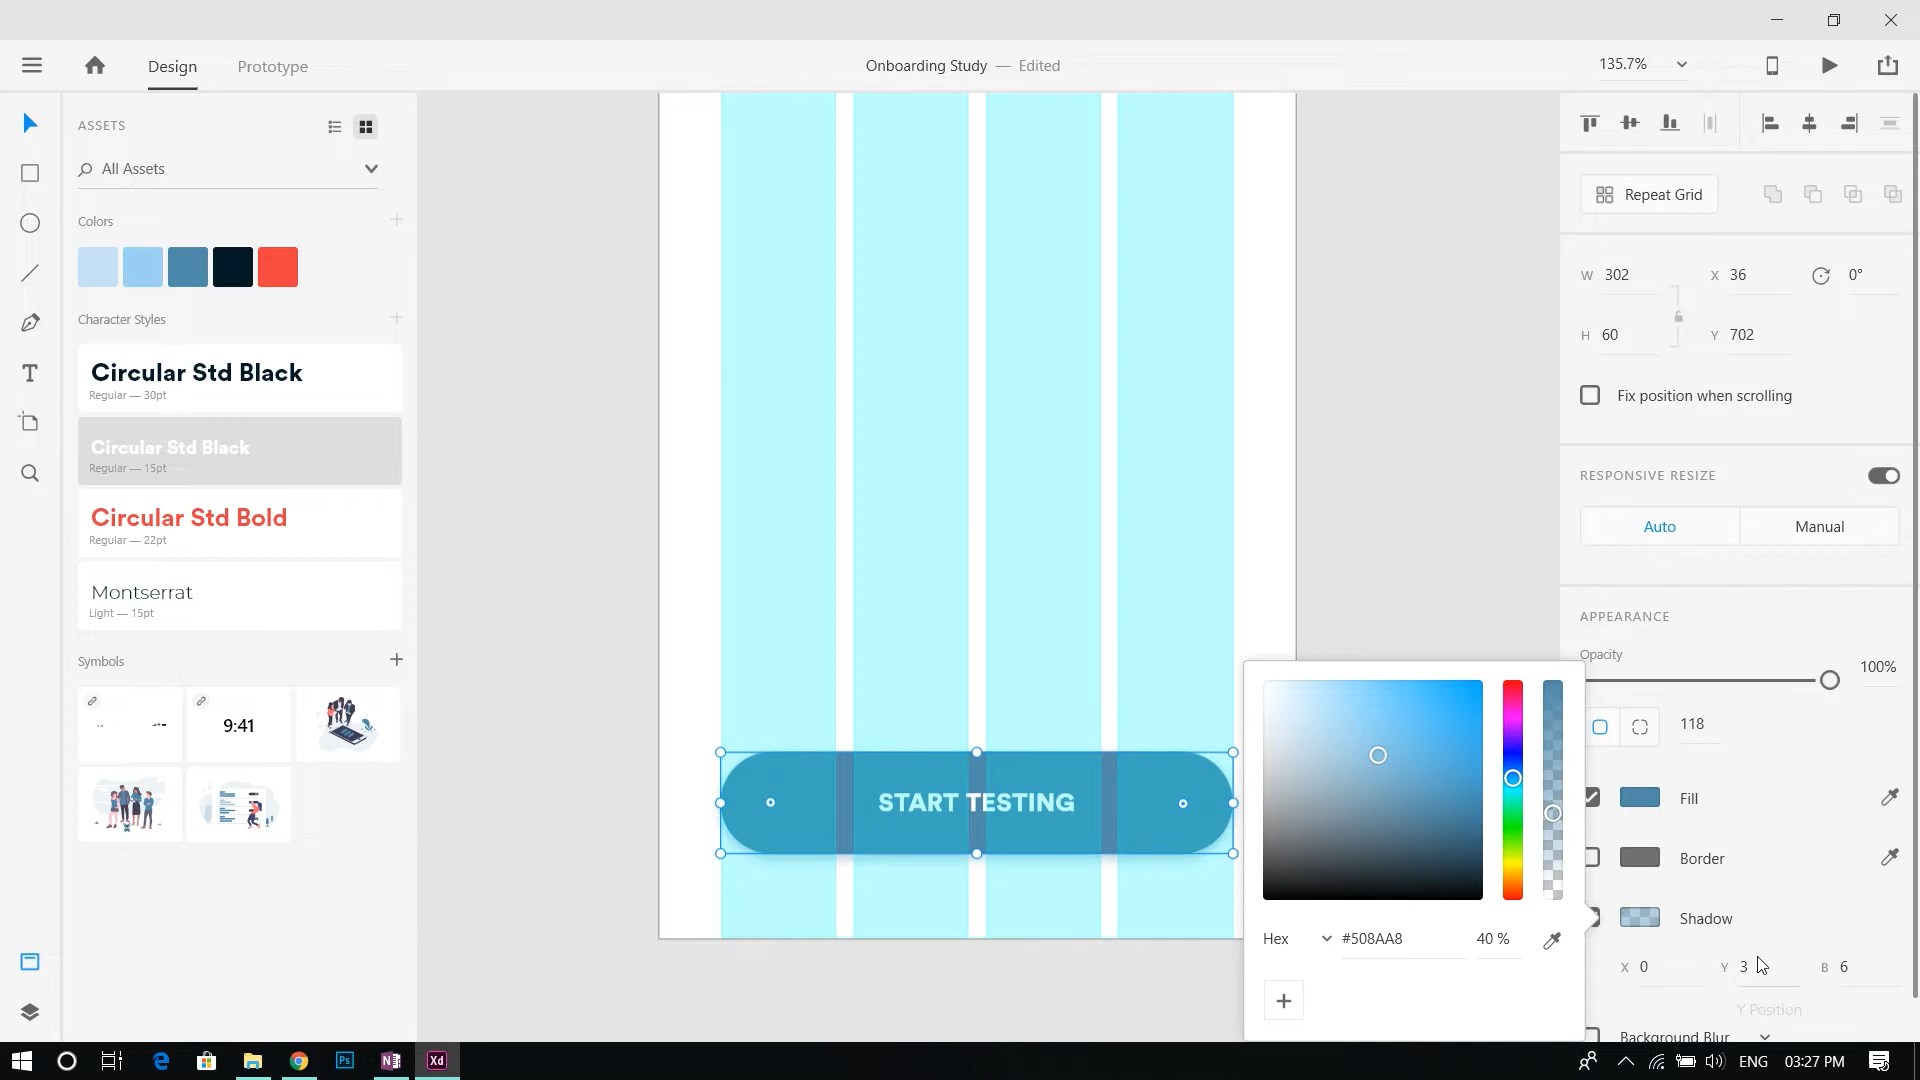 Onboarding Study — Edited
Design
Prototype
135.7%
ASSETS
All Assets
Colors
Character Styles
Circular Std Black
Regular — 30pt
Circular Std Black
Regular — 15pt
Circular Std Bold
Regular — 22pt
Montserrat
Light — 15pt
Symbols
9:41
START TESTING
Hex
#508AA8
40 %
Repeat Grid
W 302
X 36
0°
H 60
Y 702
Fix position when scrolling
RESPONSIVE RESIZE
Auto
Manual
APPEARANCE
Opacity
100%
118
Fill
Border
Shadow
X 0
Y 3
B 6
Y Position
Background Blur
Ps
N
Xd
ENG
03:27 PM